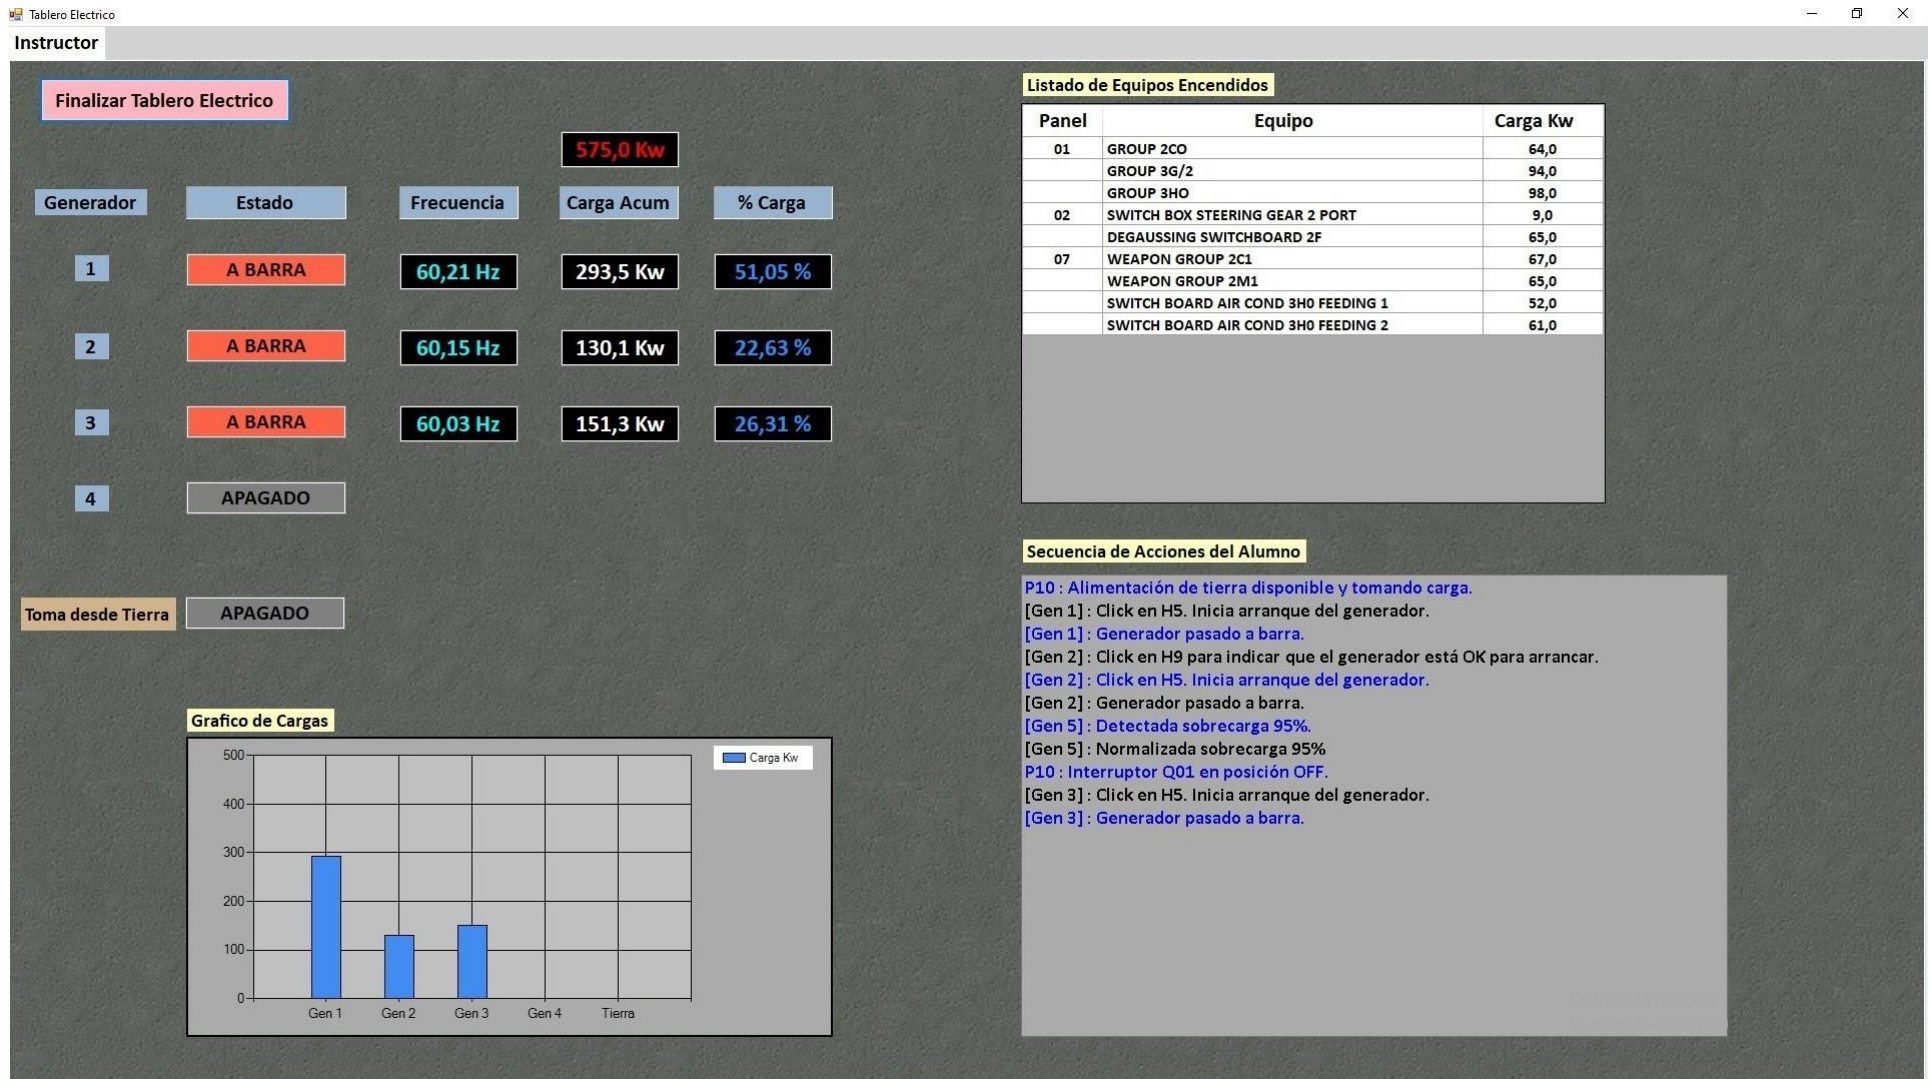 Tablero Electrico
Instructor
Finalizar Tablero Electrico
575,0 Kw
Generador Estado Frecuencia Carga Acum % Carga
1 A BARRA 60,21 Hz 293,5 Kw 51,05 %
2 A BARRA 60,15 Hz 130,1 Kw 22,63 %
3 A BARRA 60,03 Hz 151,3 Kw 26,31 %
4 APAGADO
Toma desde Tierra APAGADO
Grafico de Cargas
Carga Kw
500
400
300
200
100
0
Gen 1 Gen 2 Gen 3 Gen 4 Tierra
Listado de Equipos Encendidos
Panel Equipo Carga Kw
01 GROUP 2CO 64,0
GROUP 3G/2 94,0
GROUP 3HO 98,0
02 SWITCH BOX STEERING GEAR 2 PORT 9,0
DEGAUSSING SWITCHBOARD 2F 65,0
07 WEAPON GROUP 2C1 67,0
WEAPON GROUP 2M1 65,0
SWITCH BOARD AIR COND 3H0 FEEDING 1 52,0
SWITCH BOARD AIR COND 3H0 FEEDING 2 61,0
Secuencia de Acciones del Alumno
P10 : Alimentación de tierra disponible y tomando carga.
[Gen 1] : Click en H5. Inicia arranque del generador.
[Gen 1] : Generador pasado a barra.
[Gen 2] : Click en H9 para indicar que el generador está OK para arrancar.
[Gen 2] : Click en H5. Inicia arranque del generador.
[Gen 2] : Generador pasado a barra.
[Gen 5] : Detectada sobrecarga 95%.
[Gen 5] : Normalizada sobrecarga 95%
P10 : Interruptor Q01 en posición OFF.
[Gen 3] : Click en H5. Inicia arranque del generador.
[Gen 3] : Generador pasado a barra.